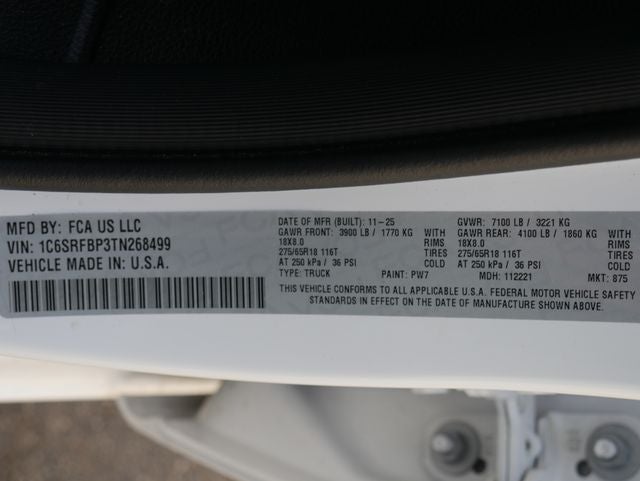 MFD BY: FCA US LLC
VIN: 1C6SRFBP3TN268499
VEHICLE MADE IN: U.S.A.
DATE OF MFR (BUILT): 11-25
GAWR FRONT: 3900 LB / 1770 KG WITH
18X8.0 RIMS
275/65R18 116T TIRES
AT 250 kPa / 36 PSI COLD
TYPE: TRUCK PAINT: PW7
GVWR: 7100 LB / 3221 KG
GAWR REAR: 4100 LB / 1860 KG WITH
18X8.0 RIMS
275/65R18 116T TIRES
AT 250 kPa / 36 PSI COLD
MDH: 112221 MKT: 875
THIS VEHICLE CONFORMS TO ALL APPLICABLE U.S.A. FEDERAL MOTOR VEHICLE SAFETY
STANDARDS IN EFFECT ON THE DATE OF MANUFACTURE SHOWN ABOVE.